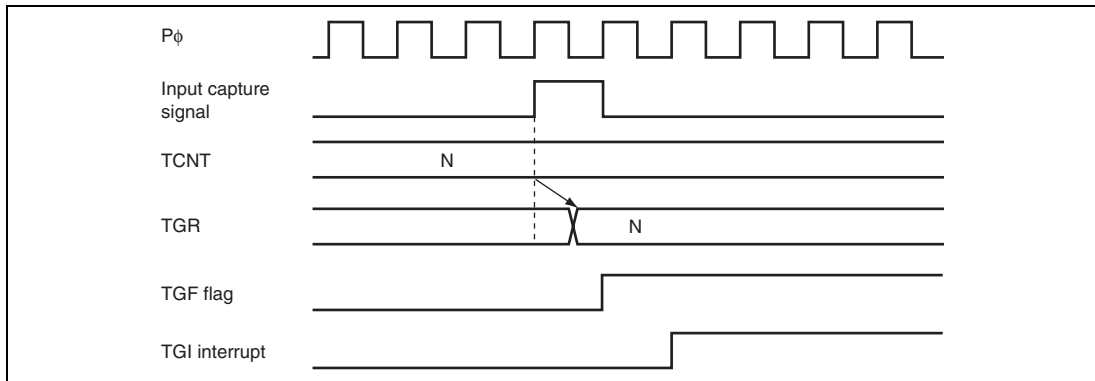 Pϕ
Input capture
signal
TCNT
N
TGR
N
TGF flag
TGI interrupt